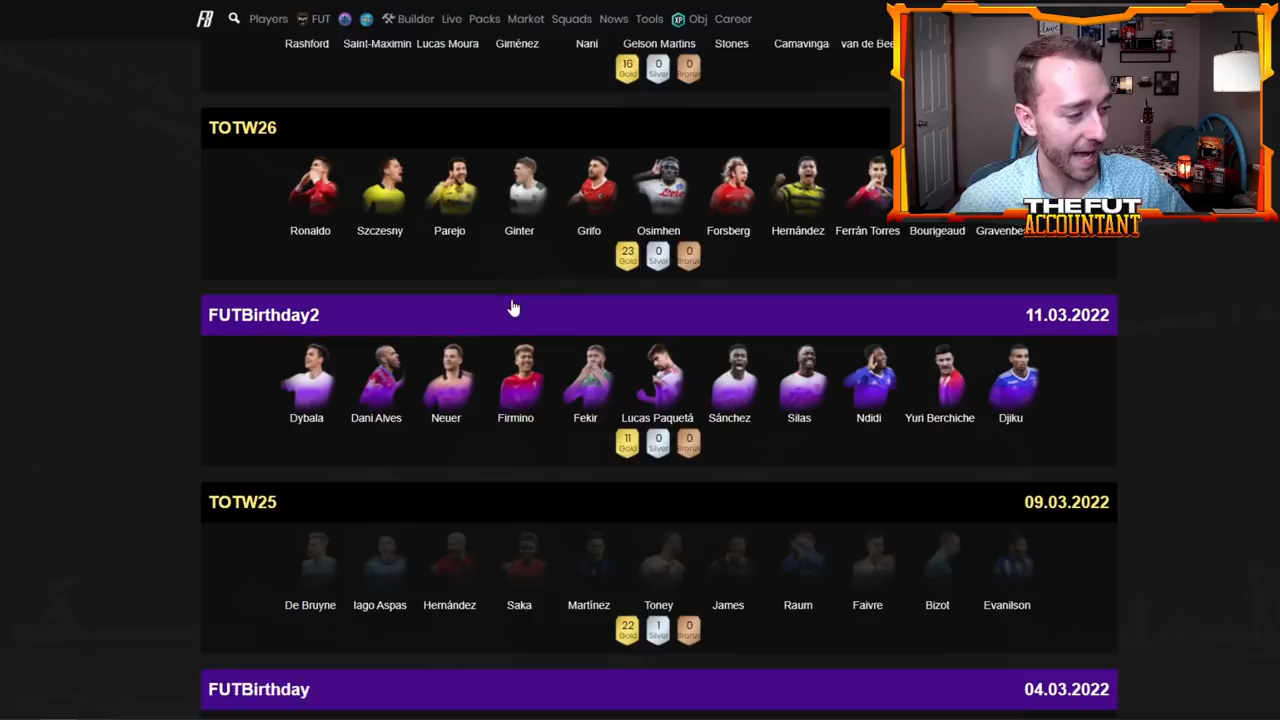 FB Players FUT Builder Live Packs Market Squads News Tools XP Obj Career
Rashford Saint-Maximin Lucas Moura Giménez Nani Gelson Martins Stones Camavinga van de Bee
16 0 0
Gold Silver Bronze
TOTW26
Ronaldo Szczesny Parejo Ginter Grifo Osimhen Forsberg Hernández Ferrán Torres Bourigeaud Gravenbe
23 0 0
Gold Silver Bronze
THE FUT
ACCOUNTANT
FUTBirthday2 11.03.2022
Dybala Dani Alves Neuer Firmino Fekir Lucas Paquetá Sánchez Silas Ndidi Yuri Berchiche Djiku
11 0 0
Gold Silver Bronze
TOTW25 09.03.2022
De Bruyne Iago Aspas Hernández Saka Martínez Toney James Raum Faivre Bizot Evanilson
22 1 0
Gold Silver Bronze
FUTBirthday 04.03.2022